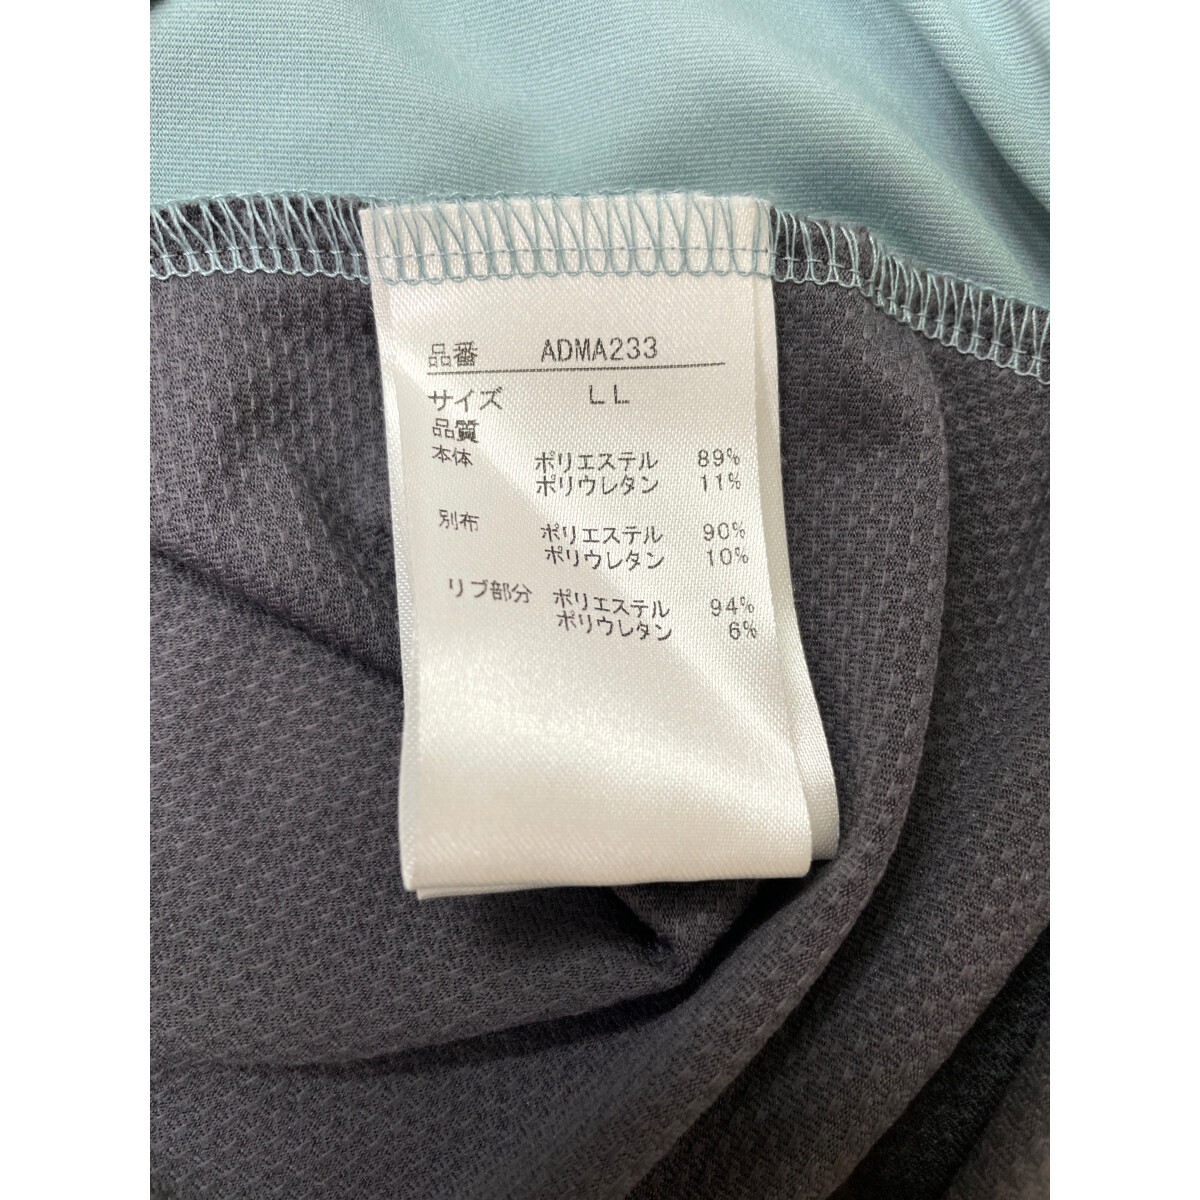 品番 ADMA233
サイズ LL
品質
本体 ポリエステル 89%
ポリウレタン 11%
別布 ポリエステル 90%
ポリウレタン 10%
リブ部分 ポリエステル 94%
ポリウレタン 6%